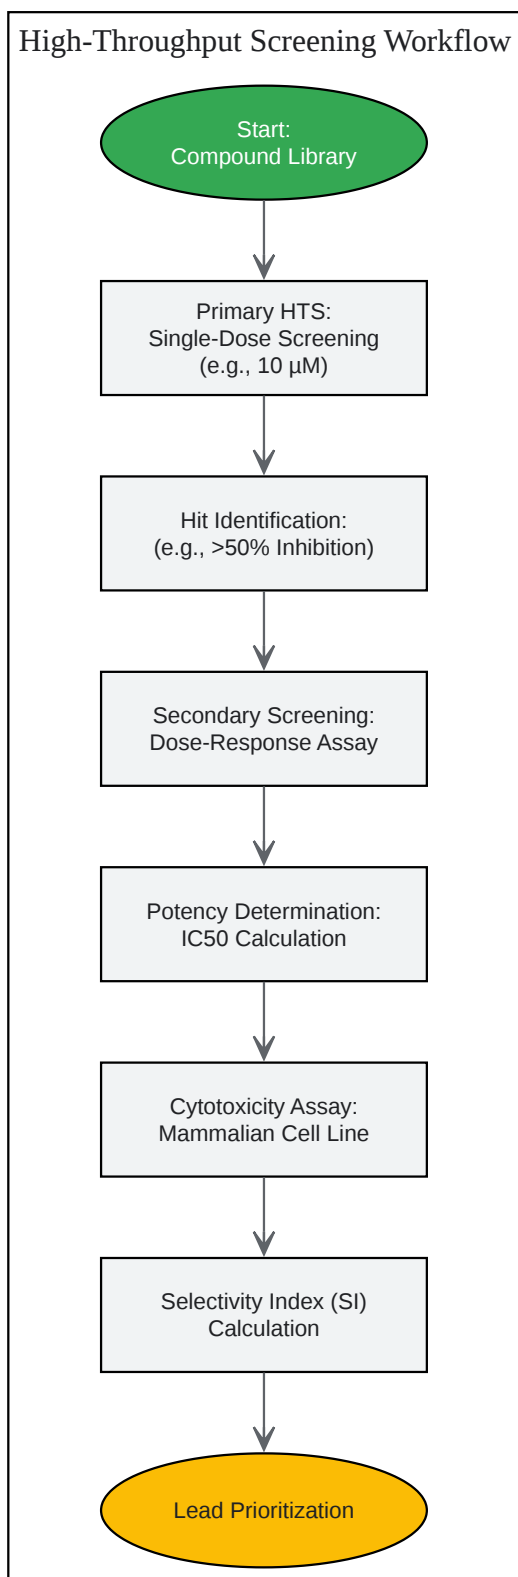 High-Throughput Screening Workflow
Start:
Compound Library
Primary HTS:
Single-Dose Screening
(e.g., 10 µM)
Hit Identification:
(e.g., >50% Inhibition)
Secondary Screening:
Dose-Response Assay
Potency Determination:
IC50 Calculation
Cytotoxicity Assay:
Mammalian Cell Line
Selectivity Index (SI)
Calculation
Lead Prioritization